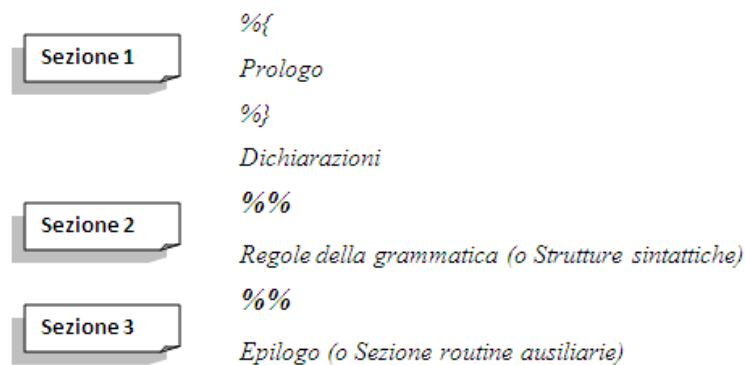 %{
Sezione 1
Prologo
%}
Dichiarazioni
%%
Sezione 2
Regole della grammatica (o Strutture sintattiche)
%%
Sezione 3
Epilogo (o Sezione routine ausiliarie)